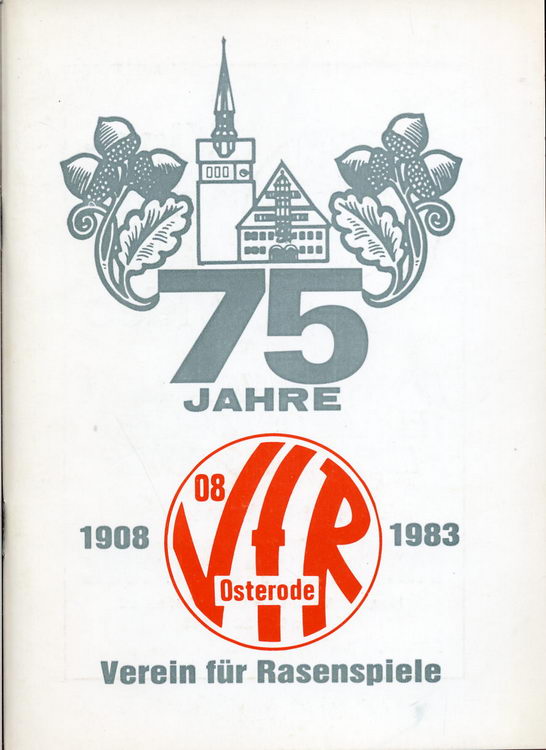 75
JAHRE
08
VfR
Osterode
1908
1983
Verein für Rasenspiele